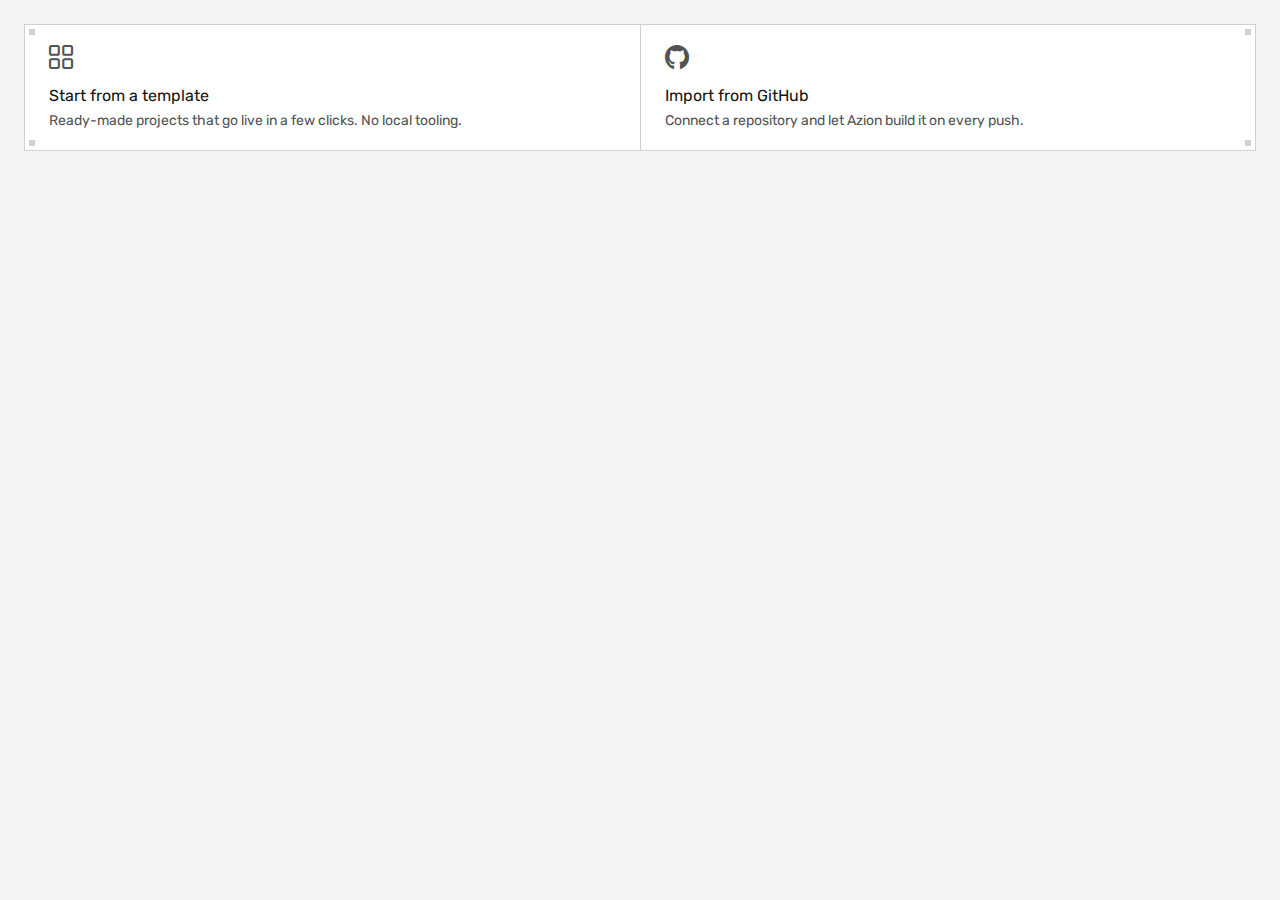 Start from a template
Ready-made projects that go live in a few clicks. No local tooling.
Import from GitHub
Connect a repository and let Azion build it on every push.